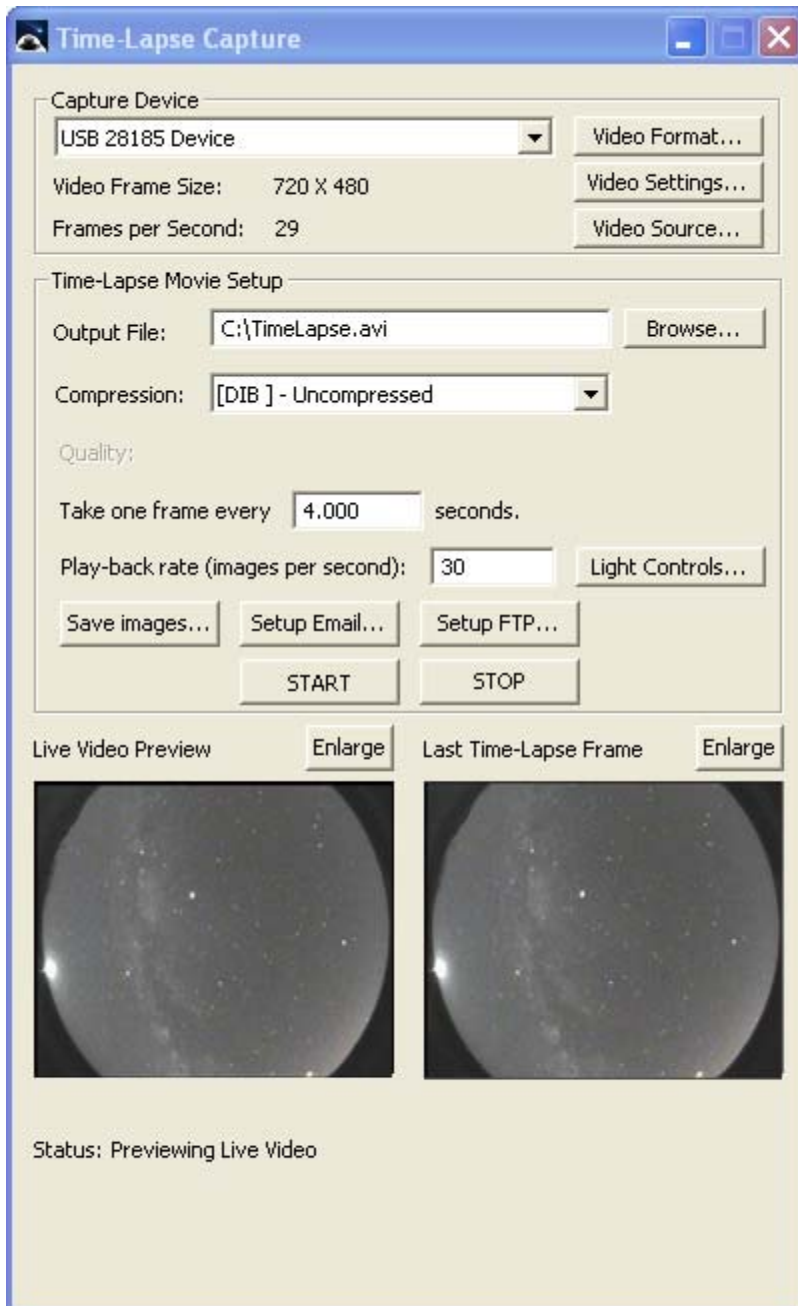 Time-Lapse Capture
Capture Device
USB 28185 Device
Video Format...
Video Frame Size: 720 X 480
Video Settings...
Frames per Second: 29
Video Source...
Time-Lapse Movie Setup
Output File: C:\TimeLapse.avi Browse...
Compression: [DIB ] - Uncompressed
Quality:
Take one frame every 4.000 seconds.
Play-back rate (images per second): 30 Light Controls...
Save images... Setup Email... Setup FTP...
START STOP
Live Video Preview Enlarge Last Time-Lapse Frame Enlarge
Status: Previewing Live Video